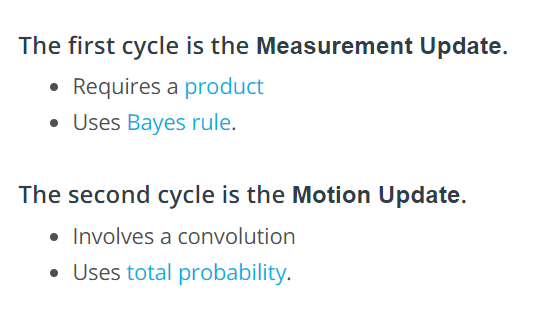 The first cycle is the Measurement Update.
• Requires a product
• Uses Bayes rule.
The second cycle is the Motion Update.
• Involves a convolution
• Uses total probability.